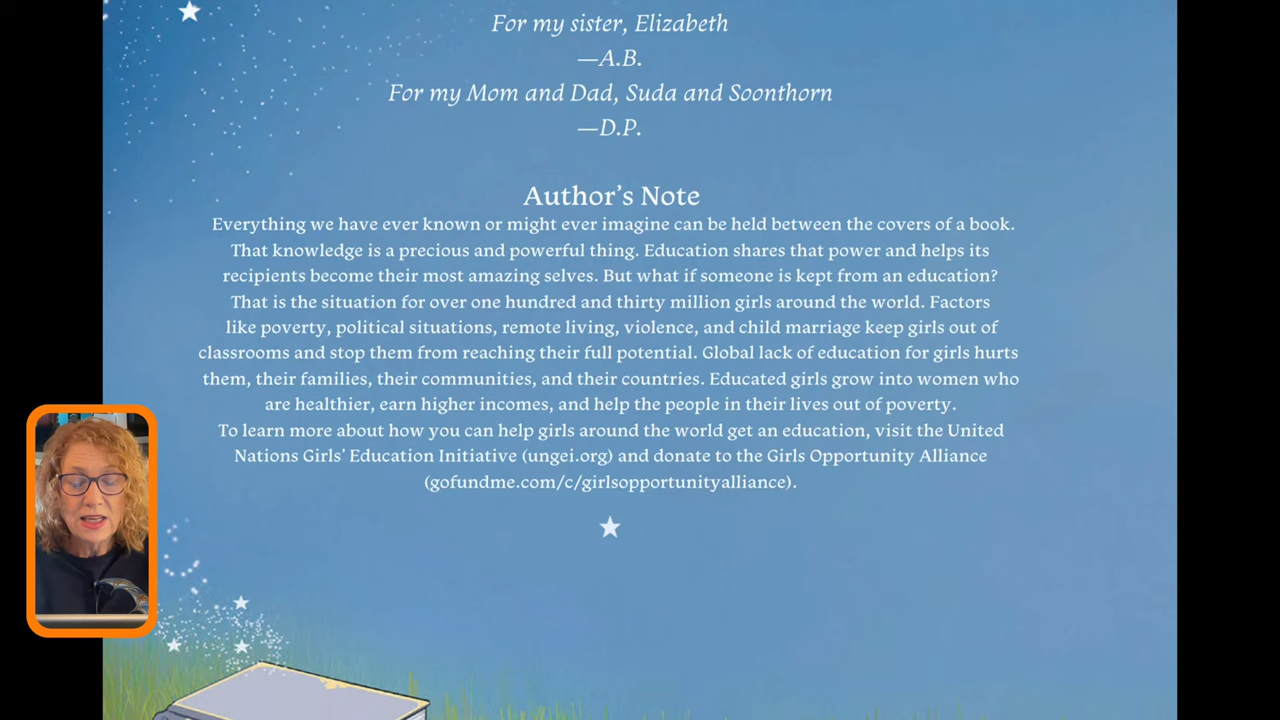 For my sister, Elizabeth
—A.B.
For my Mom and Dad, Suda and Soonthorn
—D.P.
Author’s Note
Everything we have ever known or might ever imagine can be held between the covers of a book.
That knowledge is a precious and powerful thing. Education shares that power and helps its
recipients become their most amazing selves. But what if someone is kept from an education?
That is the situation for over one hundred and thirty million girls around the world. Factors
like poverty, political situations, remote living, violence, and child marriage keep girls out of
classrooms and stop them from reaching their full potential. Global lack of education for girls hurts
them, their families, their communities, and their countries. Educated girls grow into women who
are healthier, earn higher incomes, and help the people in their lives out of poverty.
To learn more about how you can help girls around the world get an education, visit the United
Nations Girls’ Education Initiative (ungei.org) and donate to the Girls Opportunity Alliance
(gofundme.com/c/girlsopportunityalliance).